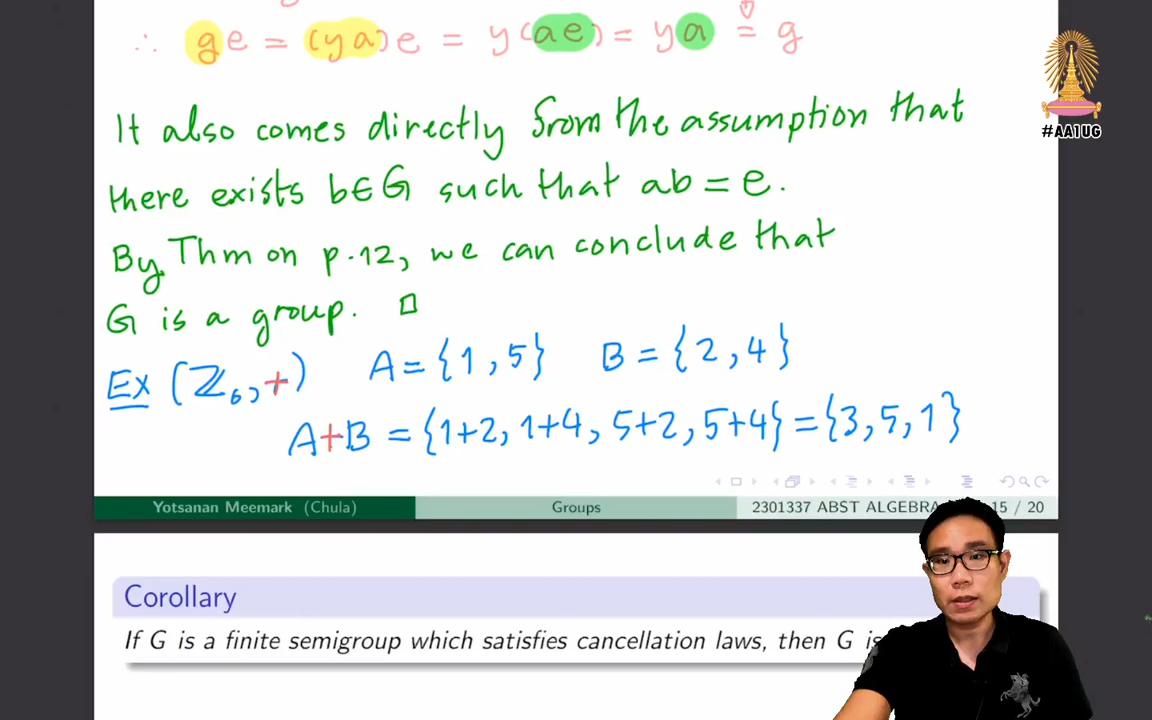 ∴ ge = (ya)e = y(ae) = ya = g
#AA1UG
It also comes directly from the assumption that
there exists b∈G such that ab = e.
By Thm on p.12, we can conclude that
G is a group. □
Ex (ℤ₆, +) A = {1, 5} B = {2, 4}
A+B = {1+2, 1+4, 5+2, 5+4} = {3, 5, 1}
Yotsanan Meemark (Chula) Groups 2301337 ABST ALGEBRA 15 / 20
Corollary
If G is a finite semigroup which satisfies cancellation laws, then G is